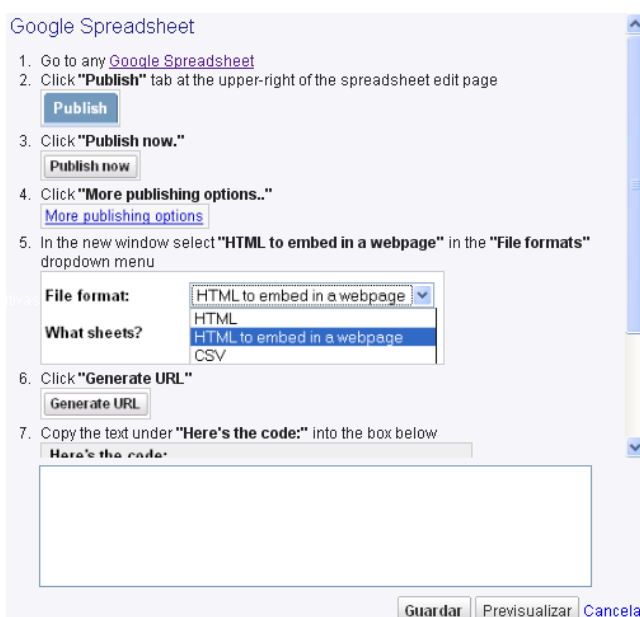 Google Spreadsheet
1. Go to any Google Spreadsheet
2. Click "Publish" tab at the upper-right of the spreadsheet edit page
Publish
3. Click "Publish now."
Publish now
4. Click "More publishing options.."
More publishing options
5. In the new window select "HTML to embed in a webpage" in the "File formats"
dropdown menu
File format: HTML to embed in a webpage
HTML
What sheets? HTML to embed in a webpage
CSV
6. Click "Generate URL"
Generate URL
7. Copy the text under "Here's the code:" into the box below
Here's the code:
Guardar Previsualizar Cancela